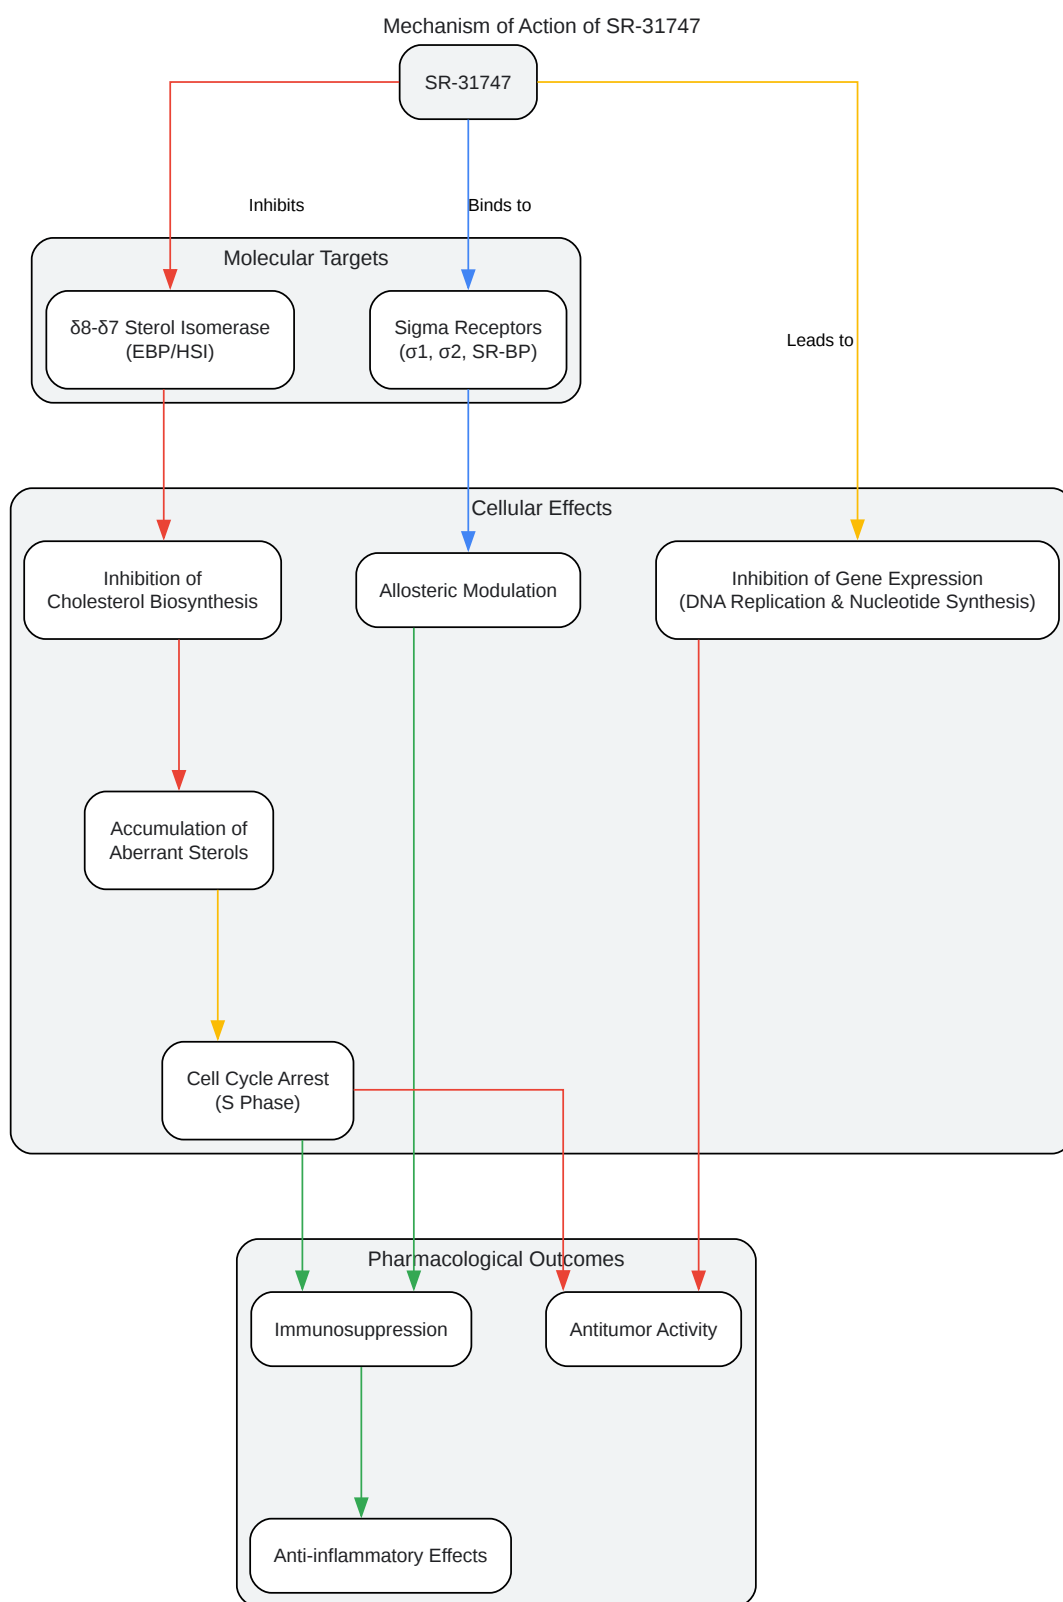 Mechanism of Action of SR-31747
SR-31747
Inhibits
Binds to
Molecular Targets
δ8-δ7 Sterol Isomerase
(EBP/HSI)
Sigma Receptors
(σ1, σ2, SR-BP)
Leads to
Cellular Effects
Inhibition of
Cholesterol Biosynthesis
Allosteric Modulation
Inhibition of Gene Expression
(DNA Replication & Nucleotide Synthesis)
Accumulation of
Aberrant Sterols
Cell Cycle Arrest
(S Phase)
Pharmacological Outcomes
Immunosuppression
Antitumor Activity
Anti-inflammatory Effects